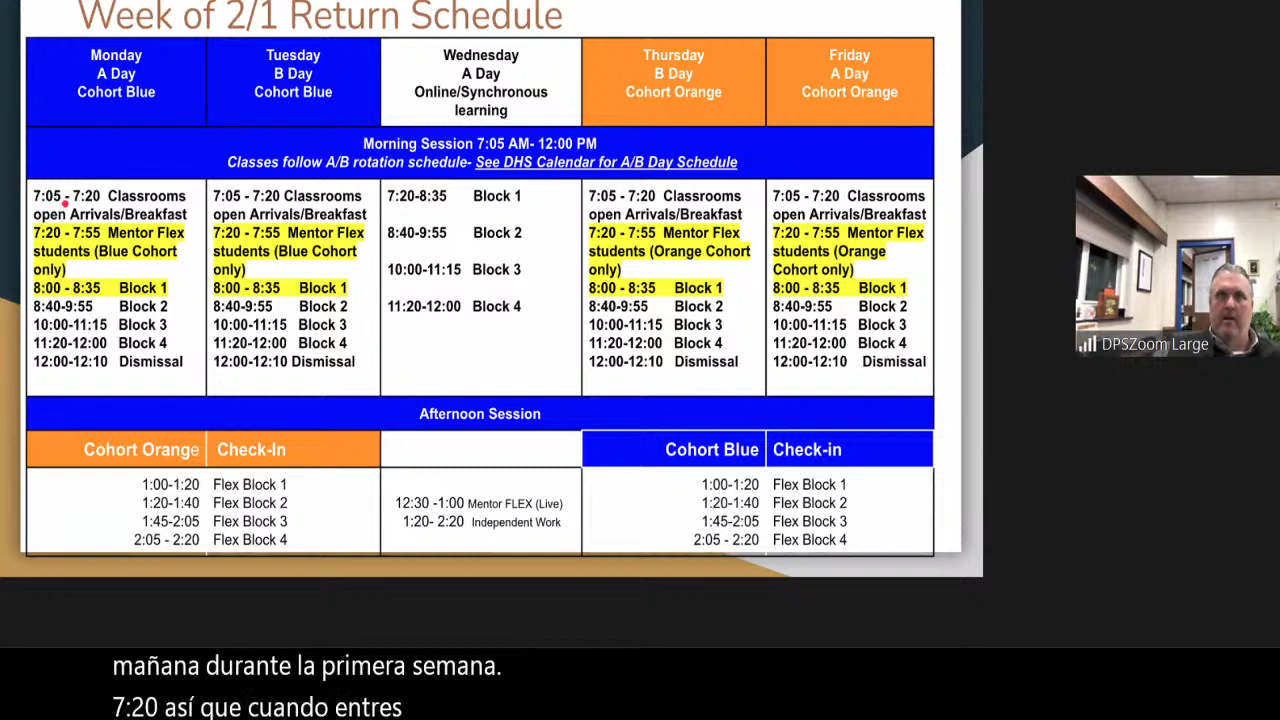 Week of 2/1 Return Schedule
Monday
A Day
Cohort Blue
Tuesday
B Day
Cohort Blue
Wednesday
A Day
Online/Synchronous
learning
Thursday
B Day
Cohort Orange
Friday
A Day
Cohort Orange
Morning Session 7:05 AM- 12:00 PM
Classes follow A/B rotation schedule- See DHS Calendar for A/B Day Schedule
7:05 - 7:20 Classrooms
open Arrivals/Breakfast
7:20 - 7:55 Mentor Flex
students (Blue Cohort
only)
8:00 - 8:35 Block 1
8:40-9:55 Block 2
10:00-11:15 Block 3
11:20-12:00 Block 4
12:00-12:10 Dismissal
7:05 - 7:20 Classrooms
open Arrivals/Breakfast
7:20 - 7:55 Mentor Flex
students (Blue Cohort
only)
8:00 - 8:35 Block 1
8:40-9:55 Block 2
10:00-11:15 Block 3
11:20-12:00 Block 4
12:00-12:10 Dismissal
7:20-8:35 Block 1
8:40-9:55 Block 2
10:00-11:15 Block 3
11:20-12:00 Block 4
7:05 - 7:20 Classrooms
open Arrivals/Breakfast
7:20 - 7:55 Mentor Flex
students (Orange Cohort
only)
8:00 - 8:35 Block 1
8:40-9:55 Block 2
10:00-11:15 Block 3
11:20-12:00 Block 4
12:00-12:10 Dismissal
7:05 - 7:20 Classrooms
open Arrivals/Breakfast
7:20 - 7:55 Mentor Flex
students (Orange
Cohort only)
8:00 - 8:35 Block 1
8:40-9:55 Block 2
10:00-11:15 Block 3
11:20-12:00 Block 4
12:00-12:10 Dismissal
Afternoon Session
Cohort Orange Check-In
Cohort Blue Check-in
1:00-1:20 Flex Block 1
1:20-1:40 Flex Block 2
1:45-2:05 Flex Block 3
2:05 - 2:20 Flex Block 4
12:30 -1:00 Mentor FLEX (Live)
1:20- 2:20 Independent Work
1:00-1:20 Flex Block 1
1:20-1:40 Flex Block 2
1:45-2:05 Flex Block 3
2:05 - 2:20 Flex Block 4
DPSZoom Large
mañana durante la primera semana.
7:20 así que cuando entres